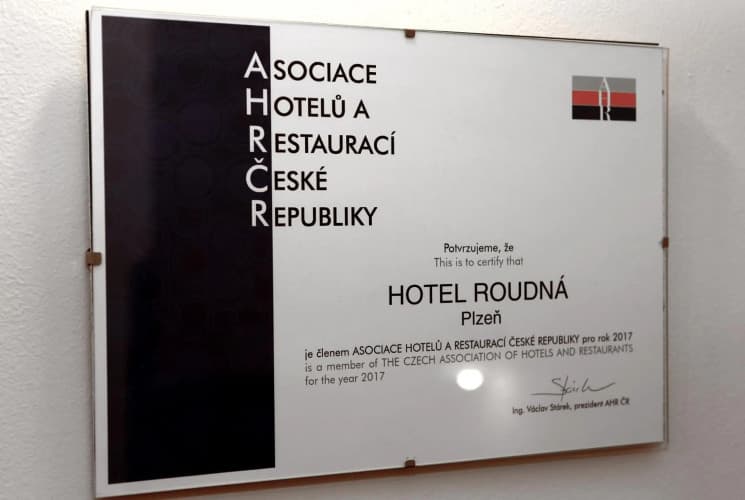 ASOCIACE
HOTELŮ A
RESTAURACÍ
ČESKÉ
REPUBLIKY
AHR
Potvrzujeme, že
This is to certify that
HOTEL ROUDNÁ
Plzeň
je členem ASOCIACE HOTELŮ A RESTAURACÍ ČESKÉ REPUBLIKY pro rok 2017
is a member of THE CZECH ASSOCIATION OF HOTELS AND RESTAURANTS
for the year 2017
Ing. Václav Stárek, prezident AHR ČR